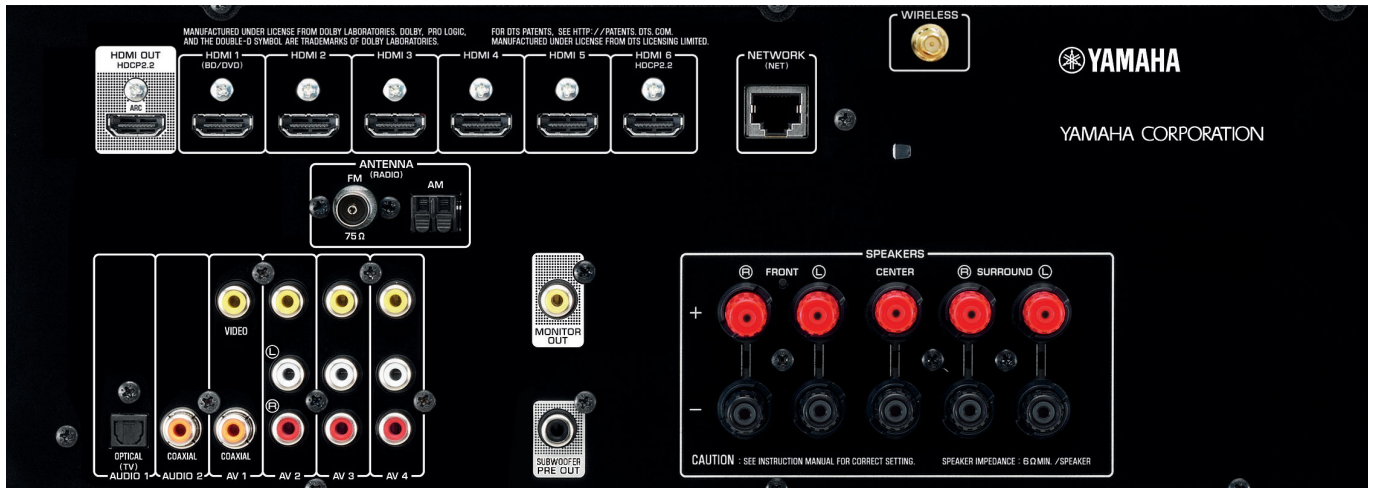 MANUFACTURED UNDER LICENSE FROM DOLBY LABORATORIES. DOLBY, PRO LOGIC,
AND THE DOUBLE-D SYMBOL ARE TRADEMARKS OF DOLBY LABORATORIES.
FOR DTS PATENTS, SEE HTTP://PATENTS.DTS.COM.
MANUFACTURED UNDER LICENSE FROM DTS LICENSING LIMITED.
WIRELESS
HDMI OUT
HDCP2.2
ARC
HDMI 1
(BD/DVD)
HDMI 2
HDMI 3
HDMI 4
HDMI 5
HDMI 6
HDCP2.2
NETWORK
(NET)
YAMAHA
YAMAHA CORPORATION
ANTENNA
(RADIO)
FM
AM
75Ω
VIDEO
L
R
OPTICAL
(TV)
AUDIO 1
COAXIAL
AUDIO 2
COAXIAL
AV 1
AV 2
AV 3
AV 4
MONITOR
OUT
SUBWOOFER
PRE OUT
SPEAKERS
R FRONT L
CENTER
R SURROUND L
+
−
CAUTION : SEE INSTRUCTION MANUAL FOR CORRECT SETTING.
SPEAKER IMPEDANCE : 6ΩMIN. /SPEAKER